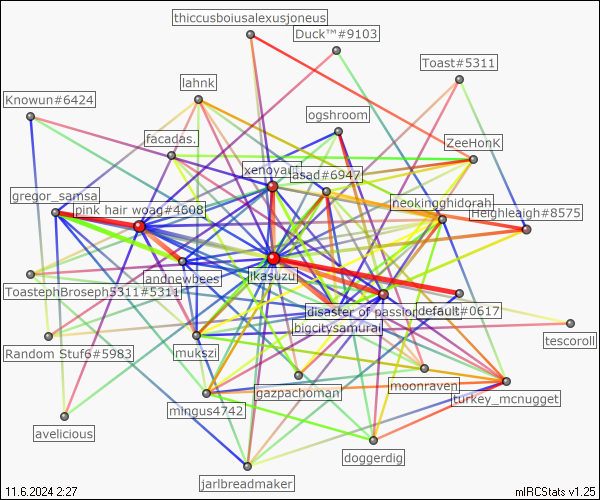 thiccusboiusalexusjoneus
Duck™#9103
Toast#5311
lahnk
Knowun#6424
ogshroom
facadas.
ZeeHonK
asad#6947
gregor_samsa
neokingghidorah
pink hair woag#4608
Heighleaigh#8575
andnewbees
jkasuzu
ToastephBroseph5311#5311
disaster of passion
default#0617
bigcitysamurai
tescoroll
Random Stuf6#5983
mukszi
moonraven
gazpachoman
turkey_mcnugget
mingus4742
avelicious
doggerdig
jarlbreadmaker
11.6.2024 2:27
mIRCStats v1.25